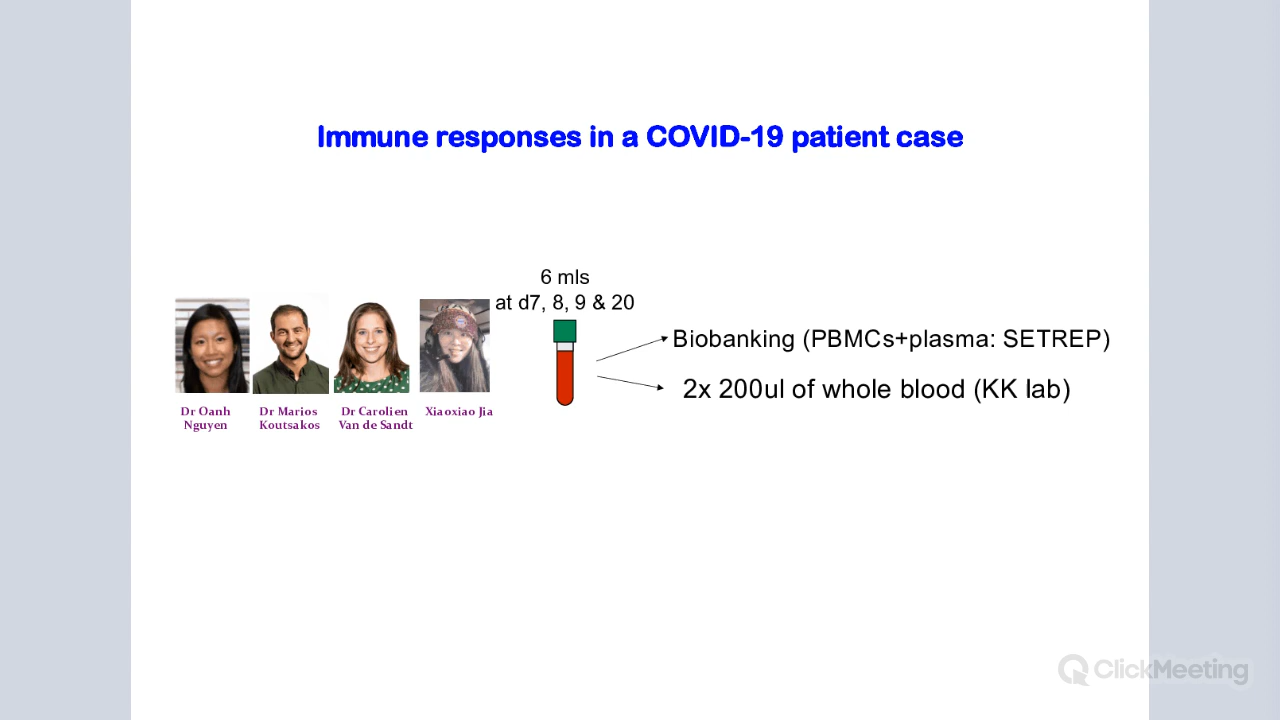 Immune responses in a COVID-19 patient case
6 mls
at d7, 8, 9 & 20
Biobanking (PBMCs+plasma: SETREP)
2x 200ul of whole blood (KK lab)
Dr Oanh
Nguyen
Dr Marios
Koutsakos
Dr Carolien
Van de Sandt
Xiaoxiao Jia
ClickMeeting